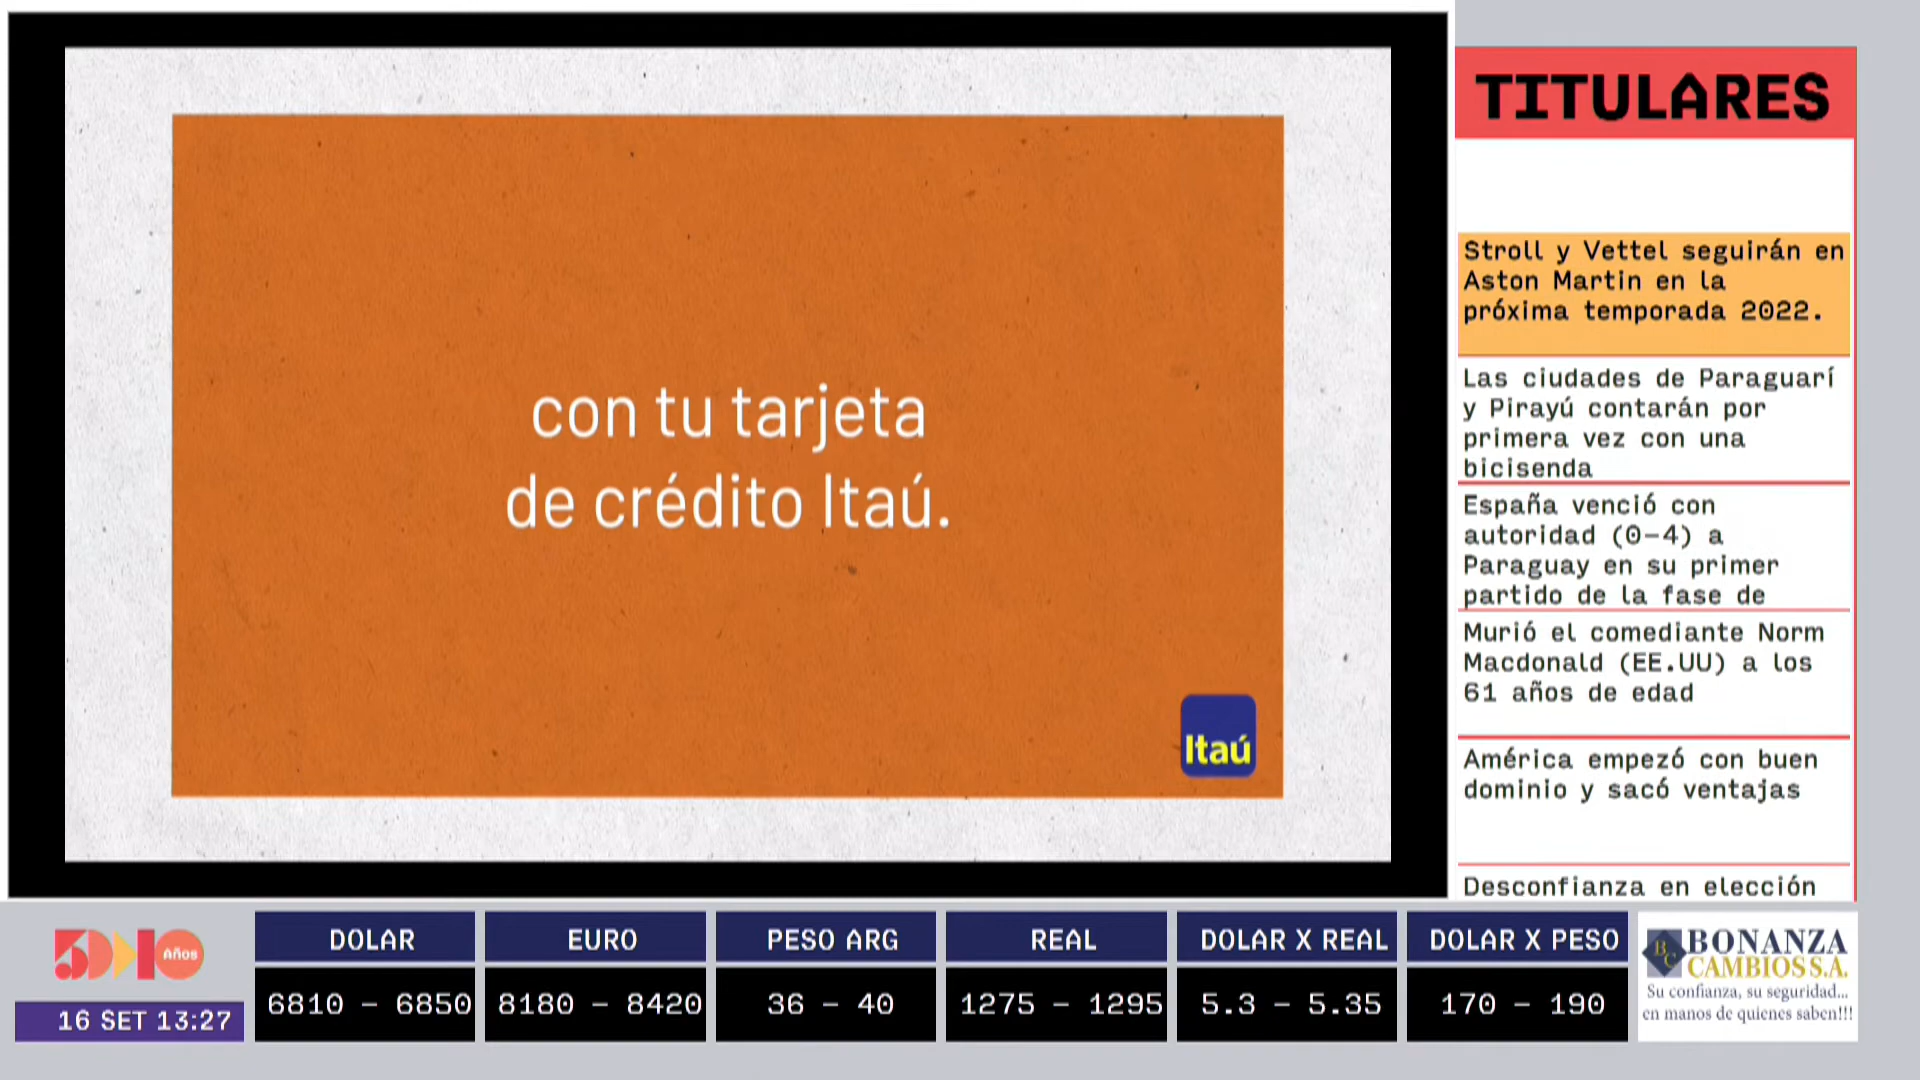 con tu tarjeta
de crédito Itaú.
Itaú
TITULARES
Stroll y Vettel seguirán en
Aston Martin en la
próxima temporada 2022.
Las ciudades de Paraguarí
y Pirayú contarán por
primera vez con una
bicisenda
España venció con
autoridad (0-4) a
Paraguay en su primer
partido de la fase de
Murió el comediante Norm
Macdonald (EE.UU) a los
61 años de edad
América empezó con buen
dominio y sacó ventajas
Desconfianza en elección
Años
16 SET 13:27
DOLAR
6810 - 6850
EURO
8180 - 8420
PESO ARG
36 - 40
REAL
1275 - 1295
DOLAR X REAL
5.3 - 5.35
DOLAR X PESO
170 - 190
BC
BONANZA
CAMBIOS S.A.
Su confianza, su seguridad...
en manos de quienes saben!!!